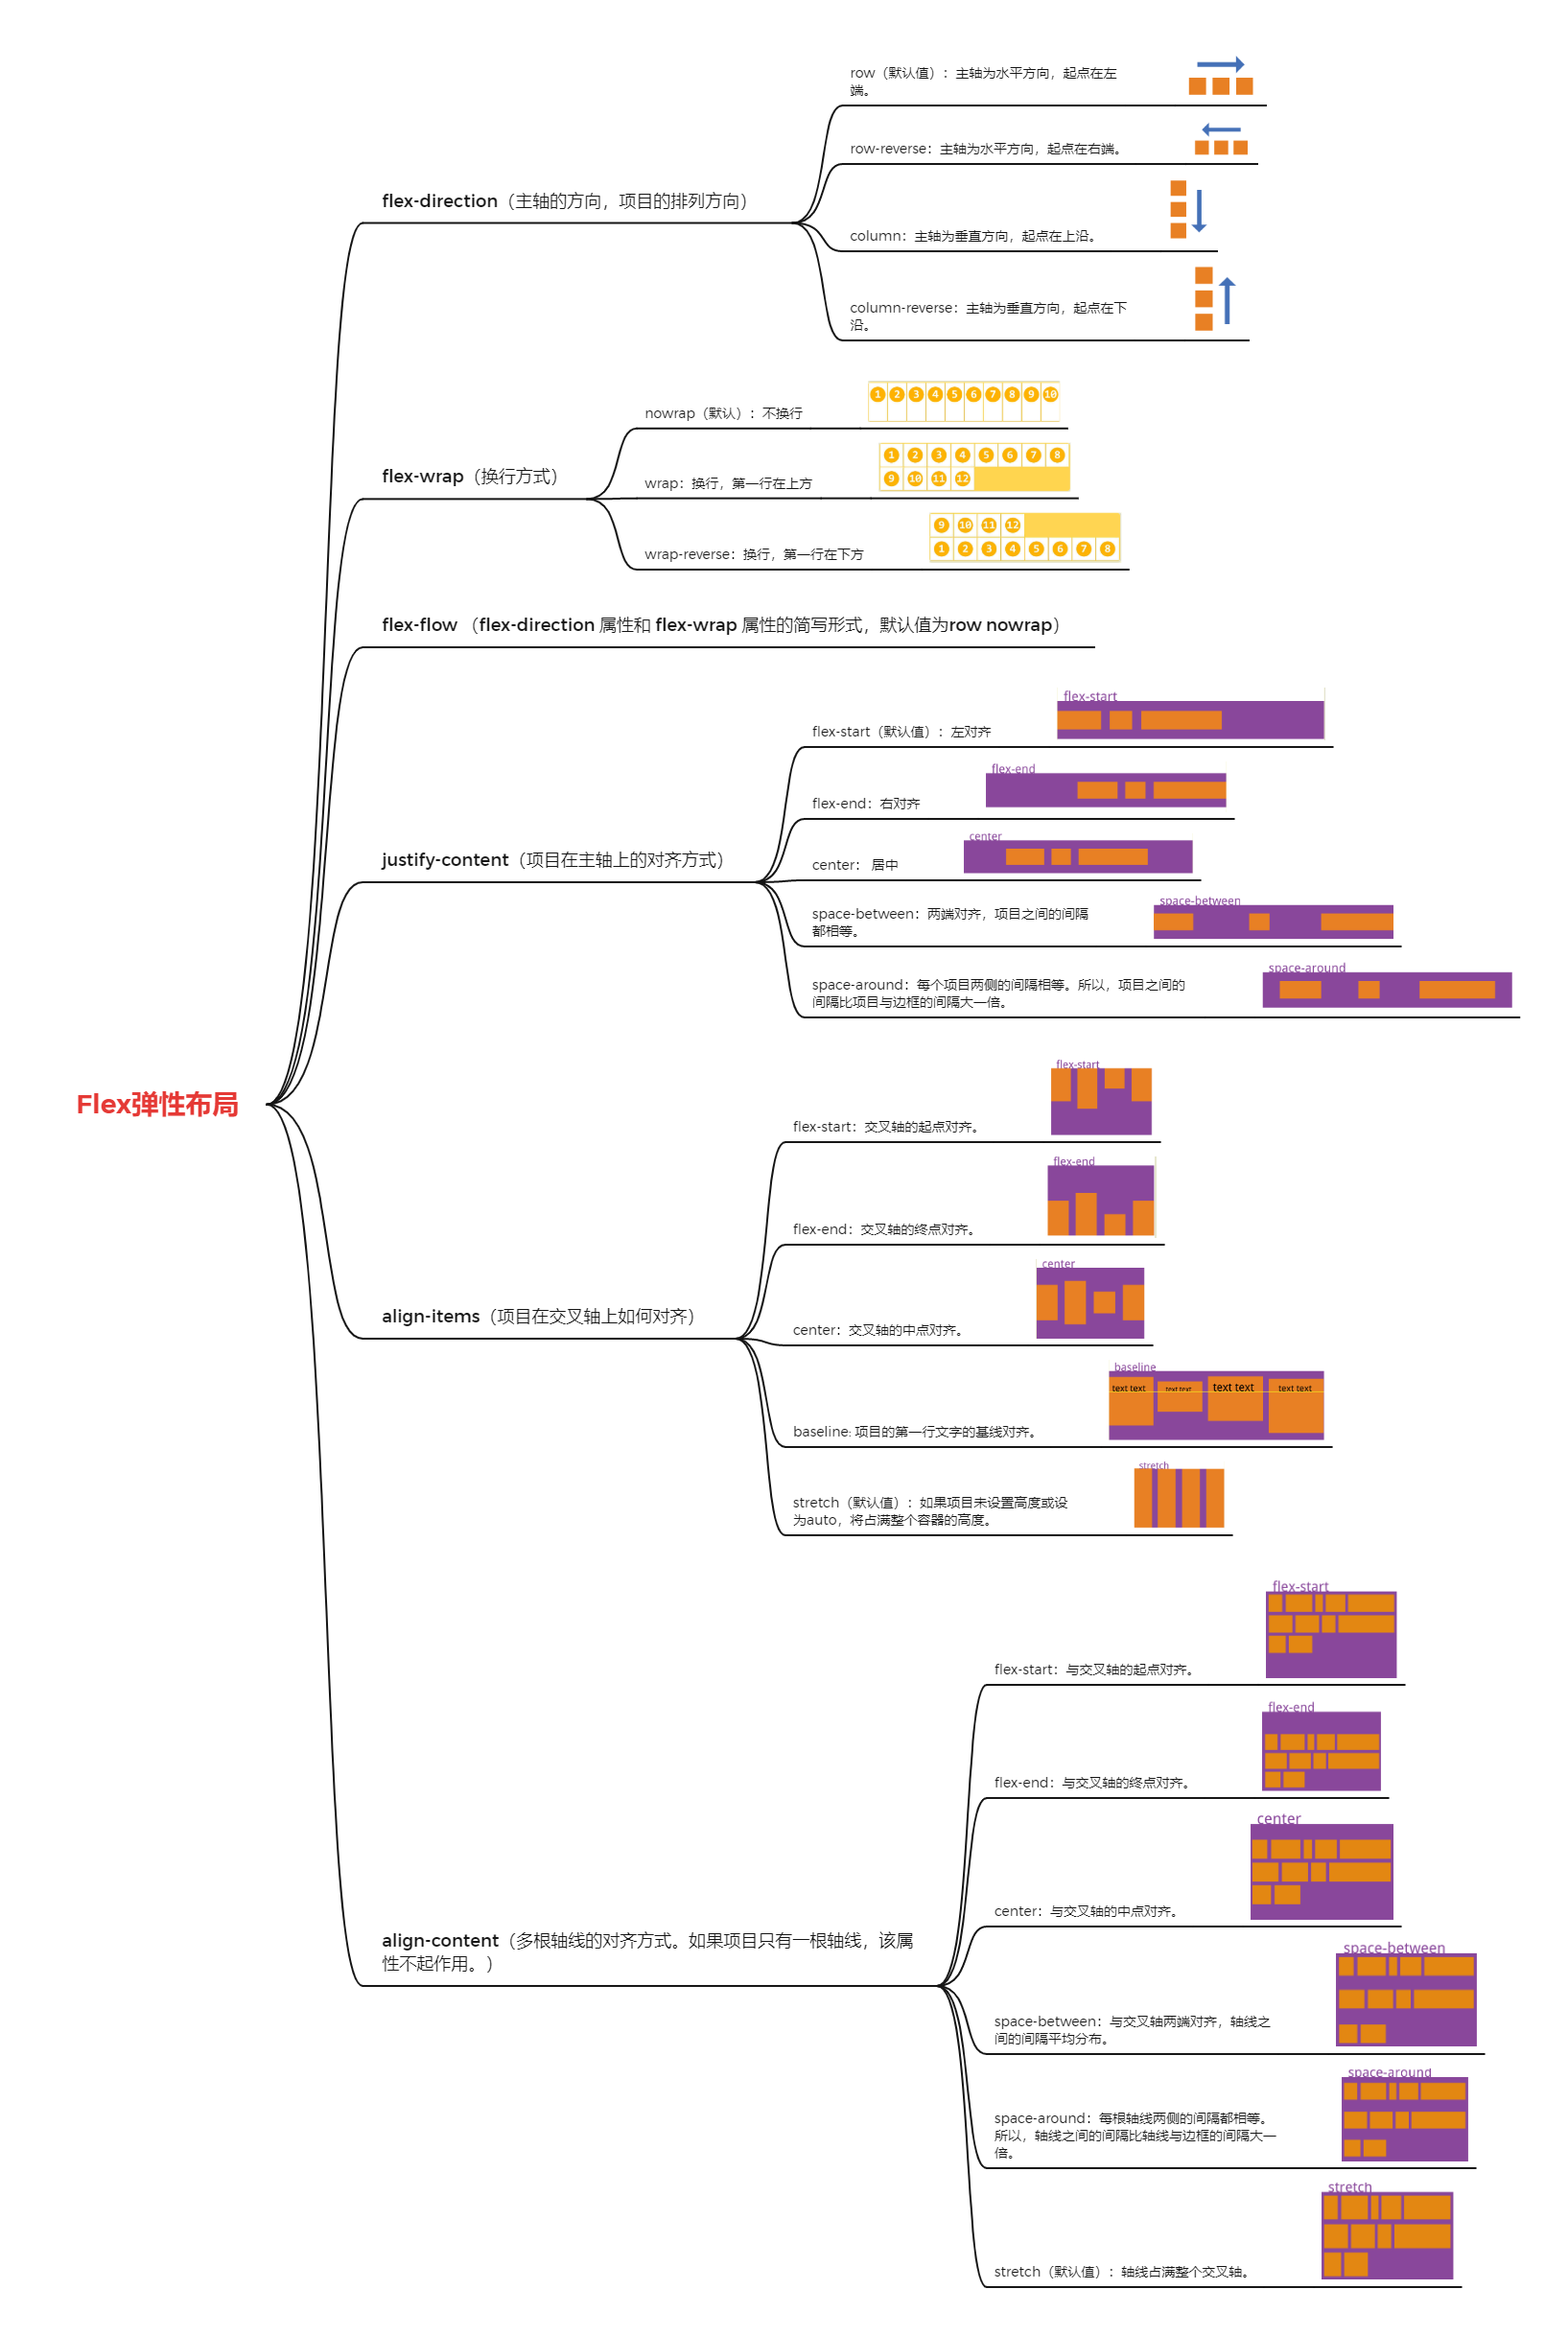 Flex弹性布局
flex-direction（主轴的方向，项目的排列方向）
row（默认值）：主轴为水平方向，起点在左
端。
row-reverse：主轴为水平方向，起点在右端。
column：主轴为垂直方向，起点在上沿。
column-reverse：主轴为垂直方向，起点在下
沿。
flex-wrap（换行方式）
nowrap（默认）：不换行
1 2 3 4 5 6 7 8 9 10
wrap：换行，第一行在上方
1 2 3 4 5 6 7 8
9 10 11 12
wrap-reverse：换行，第一行在下方
9 10 11 12
1 2 3 4 5 6 7 8
flex-flow （flex-direction 属性和 flex-wrap 属性的简写形式，默认值为row nowrap）
justify-content（项目在主轴上的对齐方式）
flex-start（默认值）：左对齐
flex-start
flex-end：右对齐
flex-end
center： 居中
center
space-between：两端对齐，项目之间的间隔
都相等。
space-between
space-around：每个项目两侧的间隔相等。所以，项目之间的
间隔比项目与边框的间隔大一倍。
space-around
align-items（项目在交叉轴上如何对齐）
flex-start：交叉轴的起点对齐。
flex-start
flex-end：交叉轴的终点对齐。
flex-end
center：交叉轴的中点对齐。
center
baseline: 项目的第一行文字的基线对齐。
baseline
text text text text text text text text
stretch（默认值）：如果项目未设置高度或设
为auto，将占满整个容器的高度。
stretch
align-content（多根轴线的对齐方式。如果项目只有一根轴线，该属
性不起作用。）
flex-start：与交叉轴的起点对齐。
flex-start
flex-end：与交叉轴的终点对齐。
flex-end
center：与交叉轴的中点对齐。
center
space-between：与交叉轴两端对齐，轴线之
间的间隔平均分布。
space-between
space-around：每根轴线两侧的间隔都相等。
所以，轴线之间的间隔比轴线与边框的间隔大一
倍。
space-around
stretch（默认值）：轴线占满整个交叉轴。
stretch